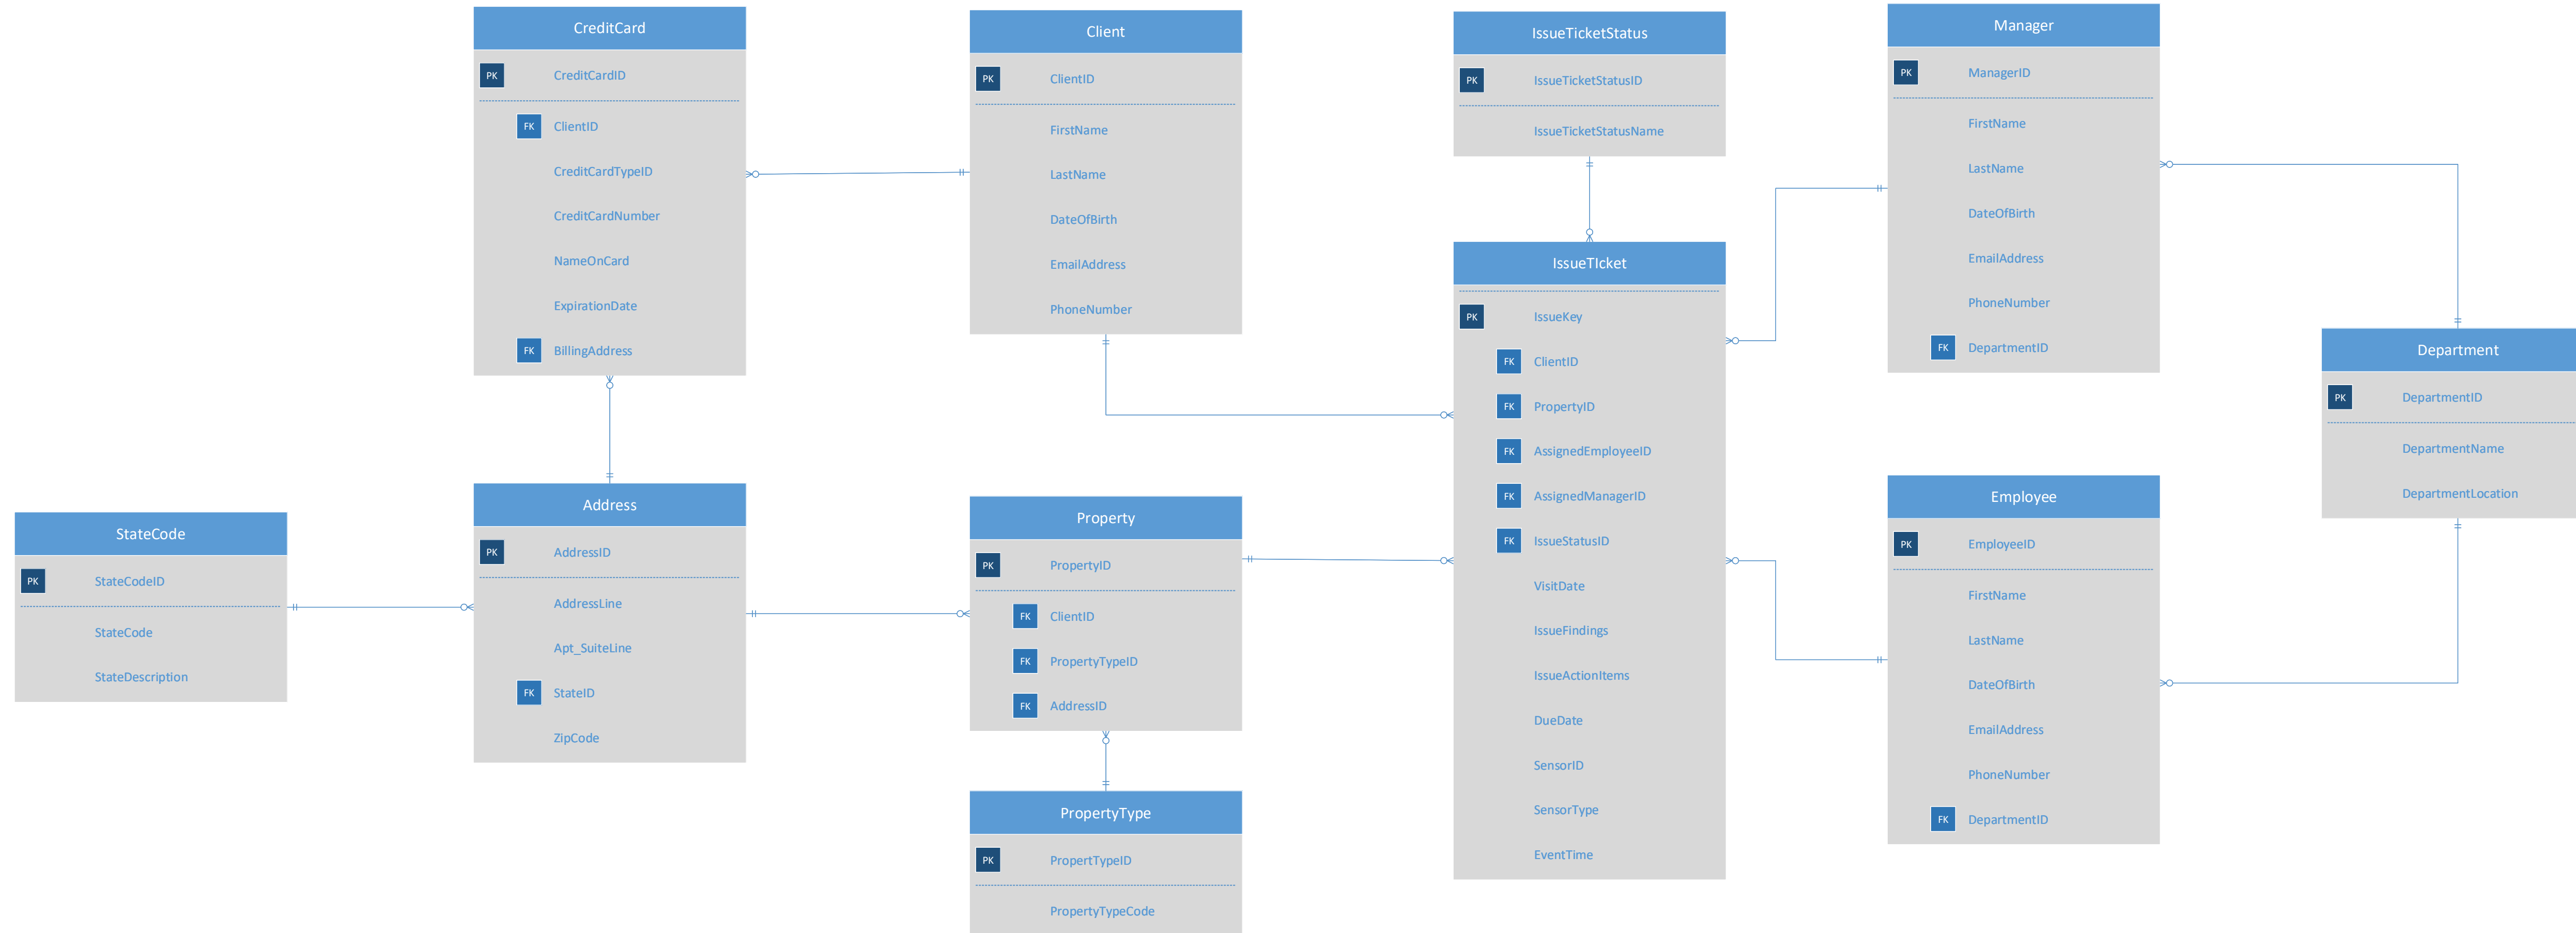 CreditCard
PK CreditCardID
FK ClientID
CreditCardTypeID
CreditCardNumber
NameOnCard
ExpirationDate
FK BillingAddress
Client
PK ClientID
FirstName
LastName
DateOfBirth
EmailAddress
PhoneNumber
IssueTicketStatus
PK IssueTicketStatusID
IssueTicketStatusName
Manager
PK ManagerID
FirstName
LastName
DateOfBirth
EmailAddress
PhoneNumber
FK DepartmentID
IssueTIcket
PK IssueKey
FK ClientID
FK PropertyID
FK AssignedEmployeeID
FK AssignedManagerID
FK IssueStatusID
VisitDate
IssueFindings
IssueActionItems
DueDate
SensorID
SensorType
EventTime
Department
PK DepartmentID
DepartmentName
DepartmentLocation
StateCode
PK StateCodeID
StateCode
StateDescription
Address
PK AddressID
AddressLine
Apt_SuiteLine
FK StateID
ZipCode
Property
PK PropertyID
FK ClientID
FK PropertyTypeID
FK AddressID
Employee
PK EmployeeID
FirstName
LastName
DateOfBirth
EmailAddress
PhoneNumber
FK DepartmentID
PropertyType
PK PropertTypeID
PropertyTypeCode